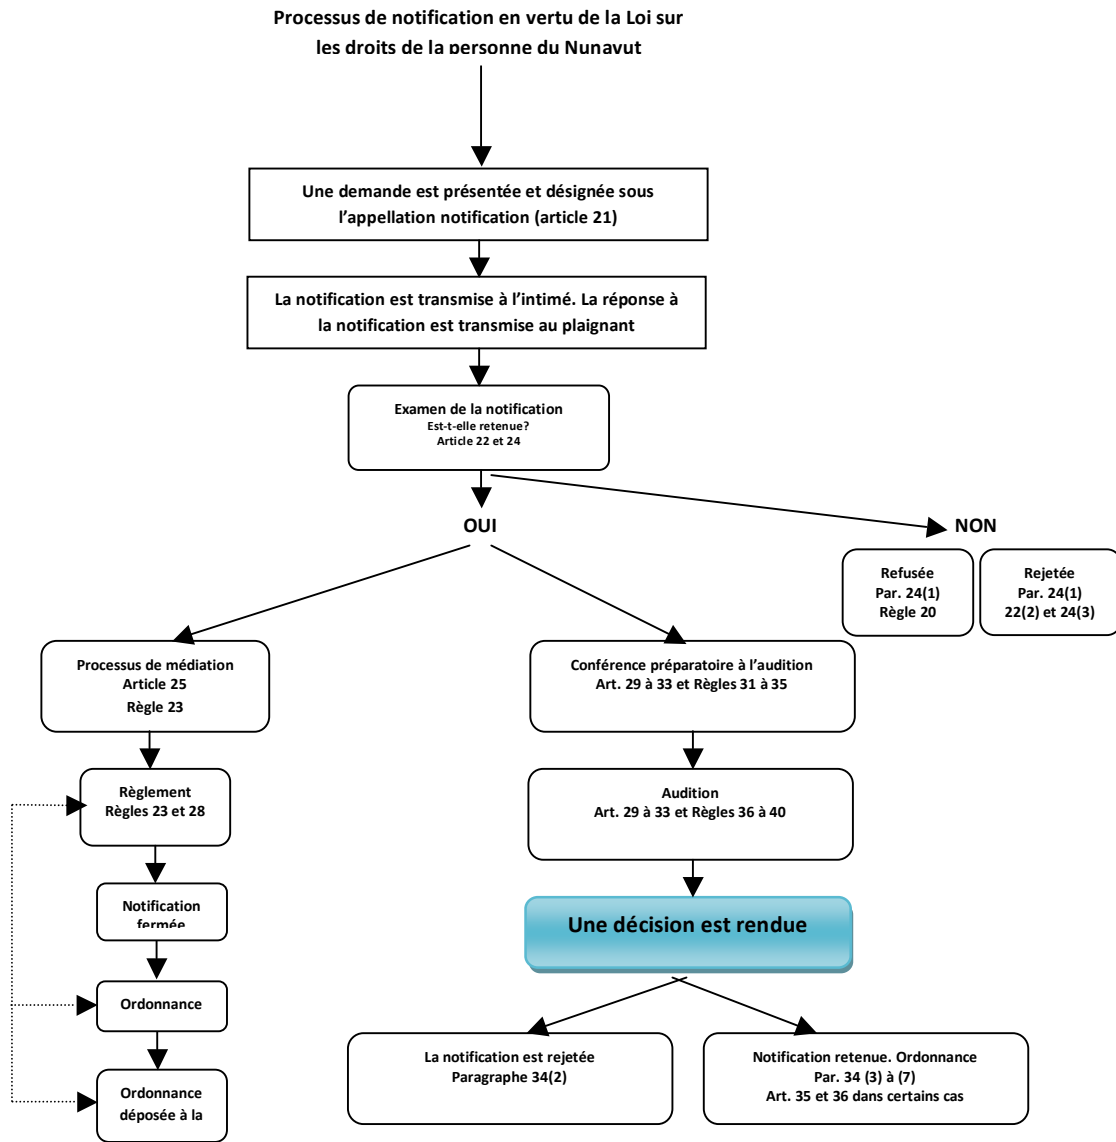 Processus de notification en vertu de la Loi sur
les droits de la personne du Nunavut
Une demande est présentée et désignée sous
l’appellation notification (article 21)
La notification est transmise à l’intimé. La réponse à
la notification est transmise au plaignant
Examen de la notification
Est-t-elle retenue?
Article 22 et 24
OUI
NON
Refusée
Par. 24(1)
Règle 20
Rejetée
Par. 24(1)
22(2) et 24(3)
Processus de médiation
Article 25
Règle 23
Conférence préparatoire à l’audition
Art. 29 à 33 et Règles 31 à 35
Règlement
Règles 23 et 28
Audition
Art. 29 à 33 et Règles 36 à 40
Notification
fermée
Une décision est rendue
Ordonnance
La notification est rejetée
Paragraphe 34(2)
Notification retenue. Ordonnance
Par. 34 (3) à (7)
Art. 35 et 36 dans certains cas
Ordonnance
déposée à la